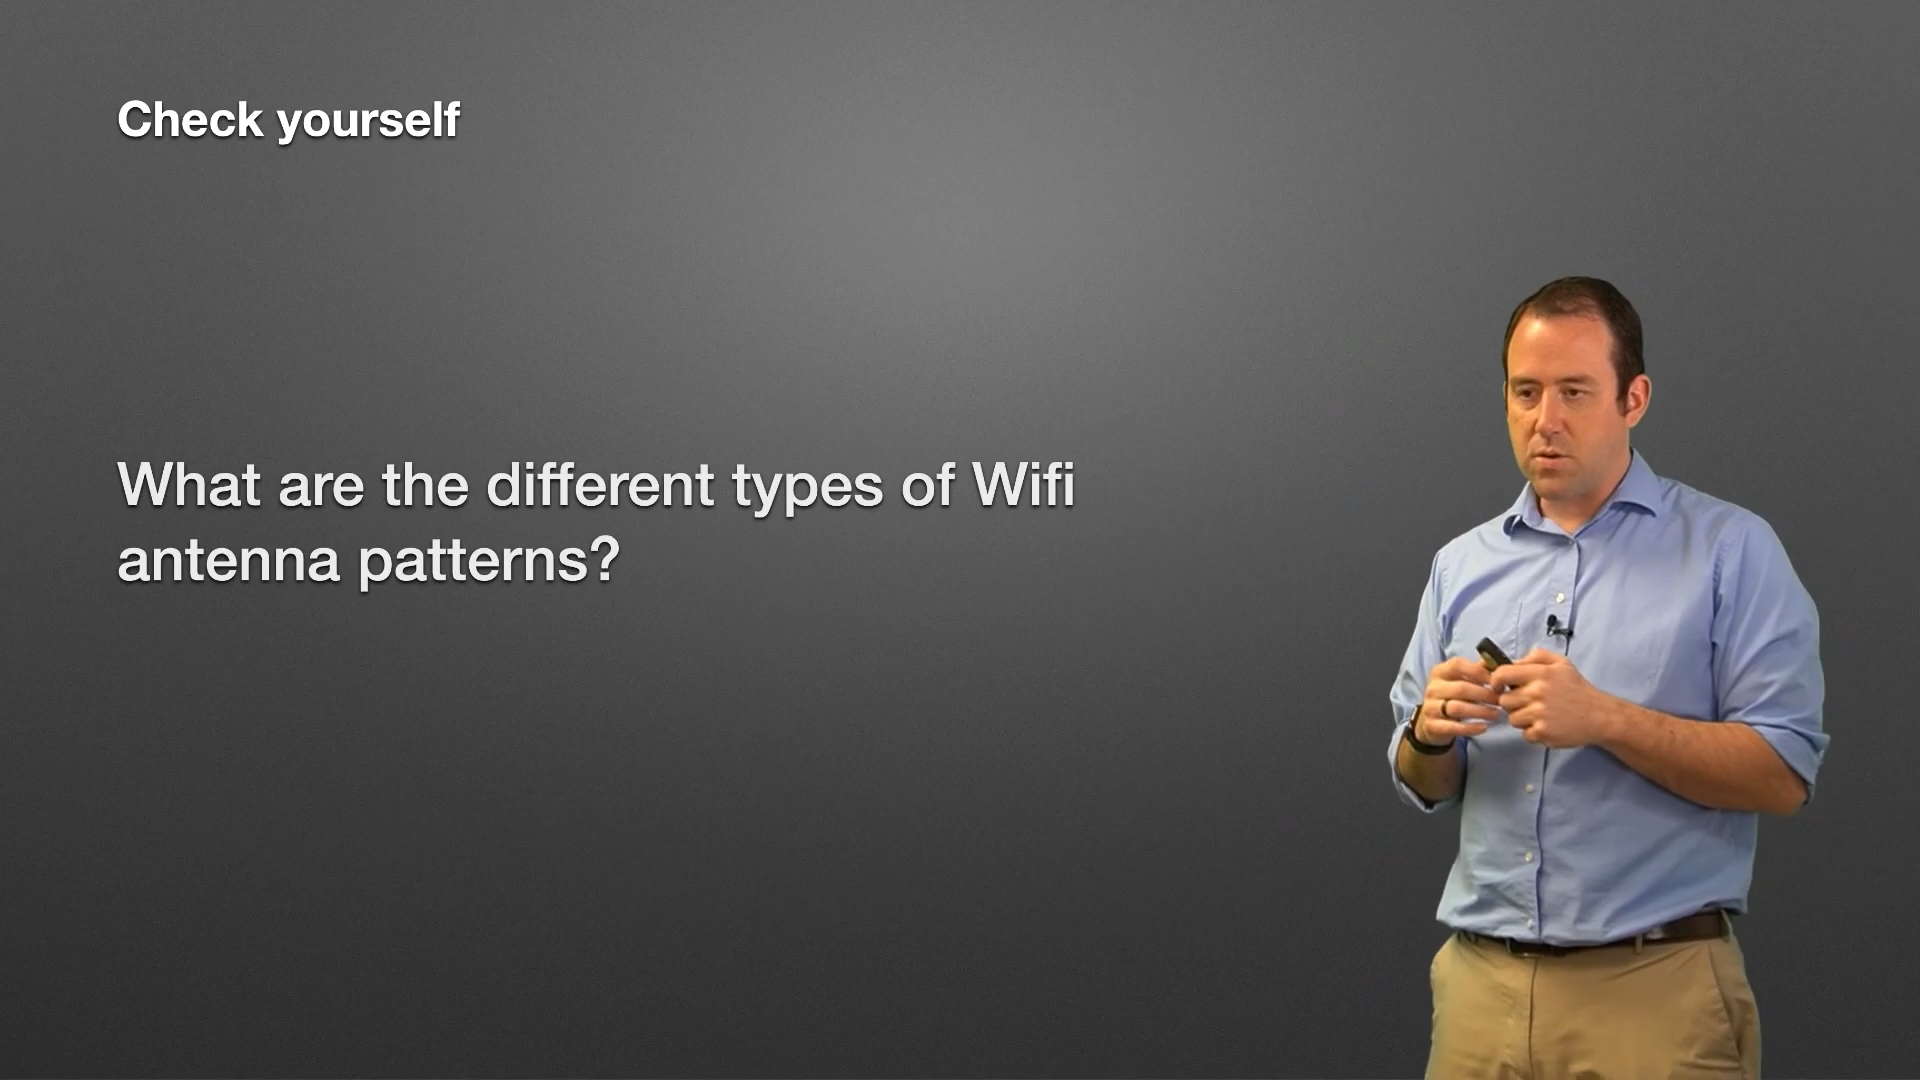 Check yourself
What are the different types of Wifi
antenna patterns?